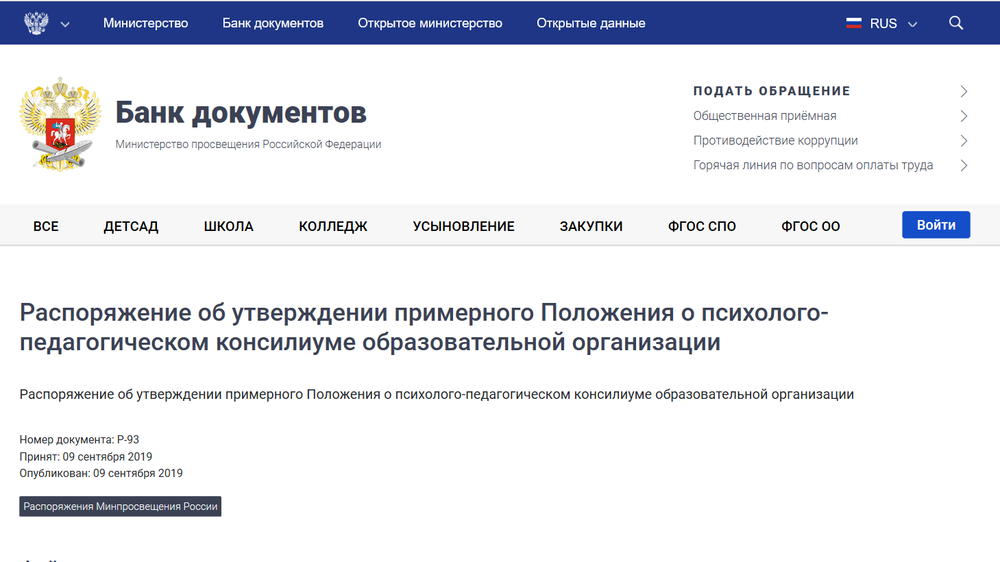 Министерство Банк документов Открытое министерство Открытые данные RUS
Банк документов
Министерство просвещения Российской Федерации
ПОДАТЬ ОБРАЩЕНИЕ
Общественная приёмная
Противодействие коррупции
Горячая линия по вопросам оплаты труда
ВСЕ ДЕТСАД ШКОЛА КОЛЛЕДЖ УСЫНОВЛЕНИЕ ЗАКУПКИ ФГОС СПО ФГОС ОО Войти
Распоряжение об утверждении примерного Положения о психолого-
педагогическом консилиуме образовательной организации
Распоряжение об утверждении примерного Положения о психолого-педагогическом консилиуме образовательной организации
Номер документа: Р-93
Принят: 09 сентября 2019
Опубликован: 09 сентября 2019
Распоряжения Минпросвещения России